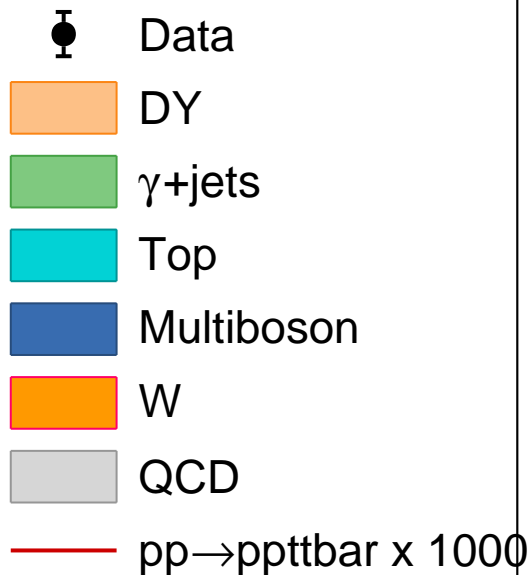 Data
DY
γ+jets
Top
Multiboson
W
QCD
pp→ppttbar x 1000